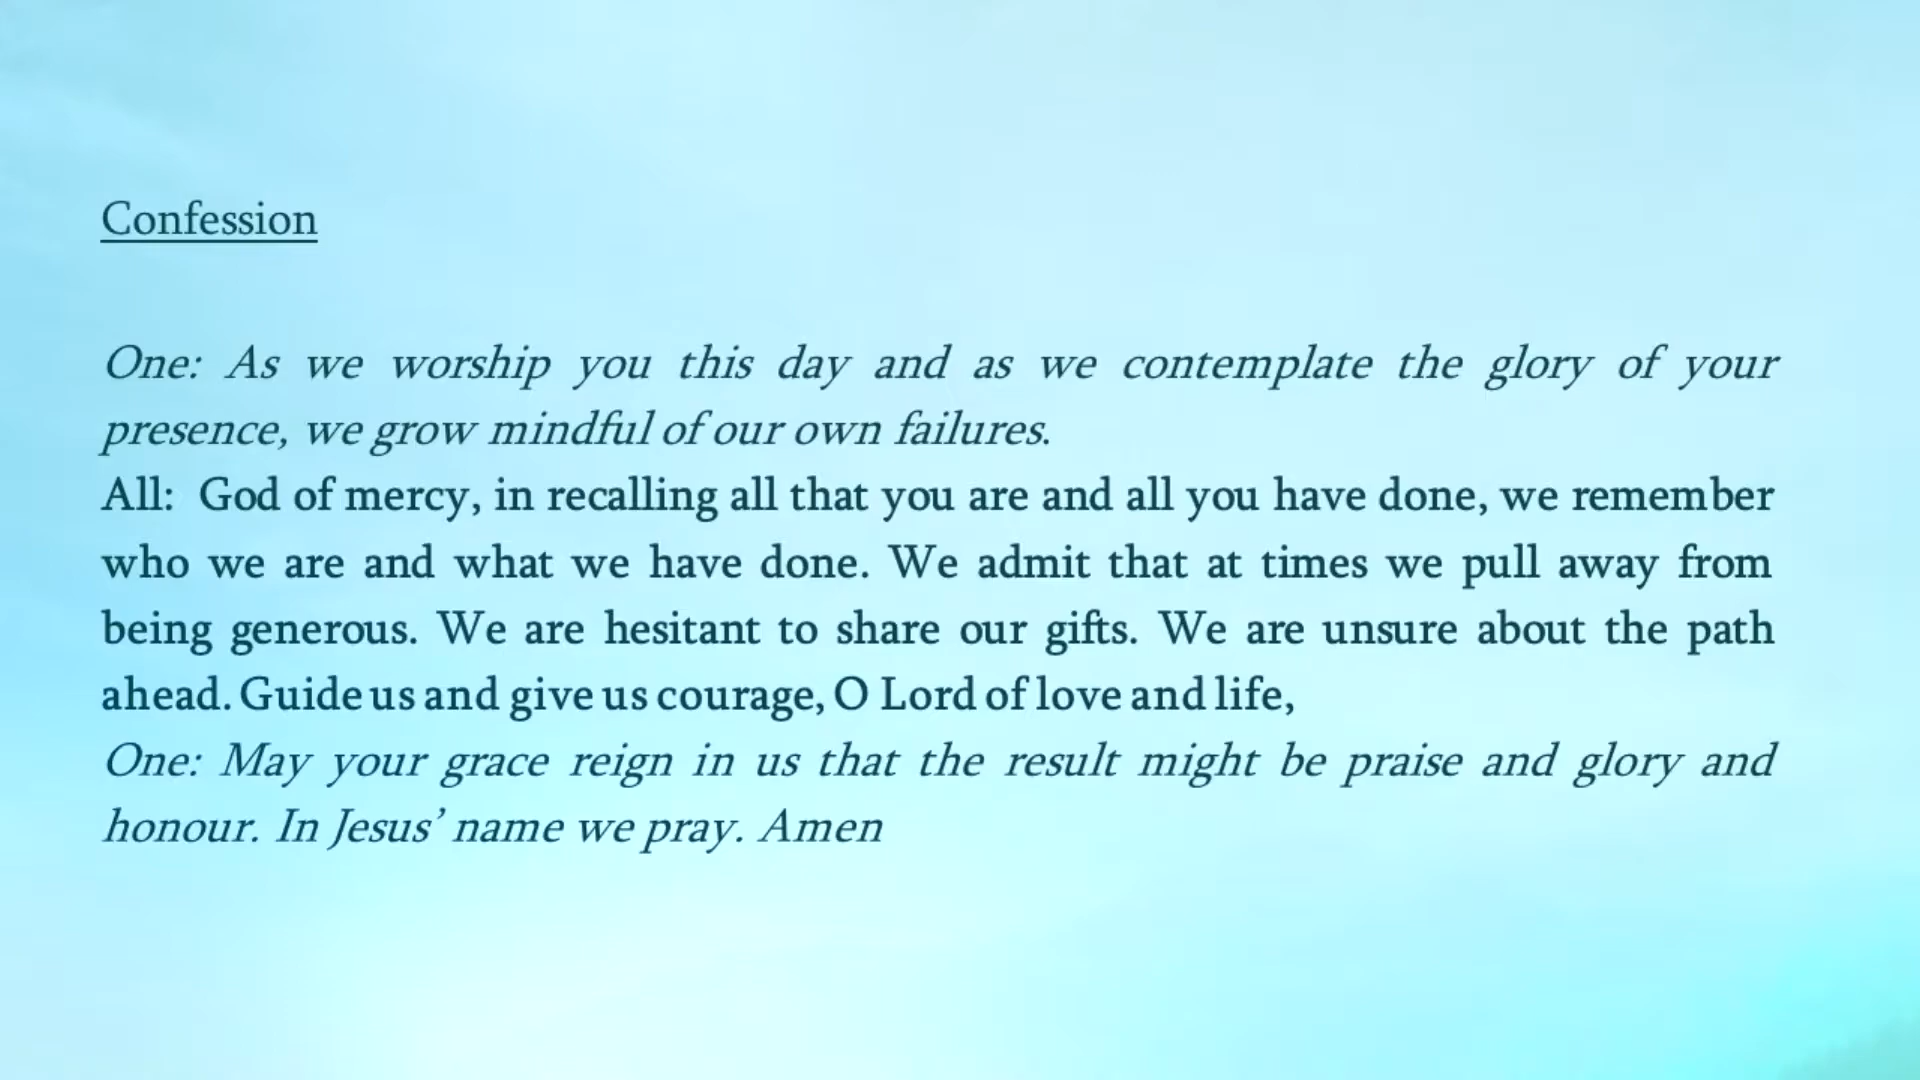 Confession
One: As we worship you this day and as we contemplate the glory of your
presence, we grow mindful of our own failures.
All: God of mercy, in recalling all that you are and all you have done, we remember
who we are and what we have done. We admit that at times we pull away from
being generous. We are hesitant to share our gifts. We are unsure about the path
ahead. Guide us and give us courage, O Lord of love and life,
One: May your grace reign in us that the result might be praise and glory and
honour. In Jesus’ name we pray. Amen